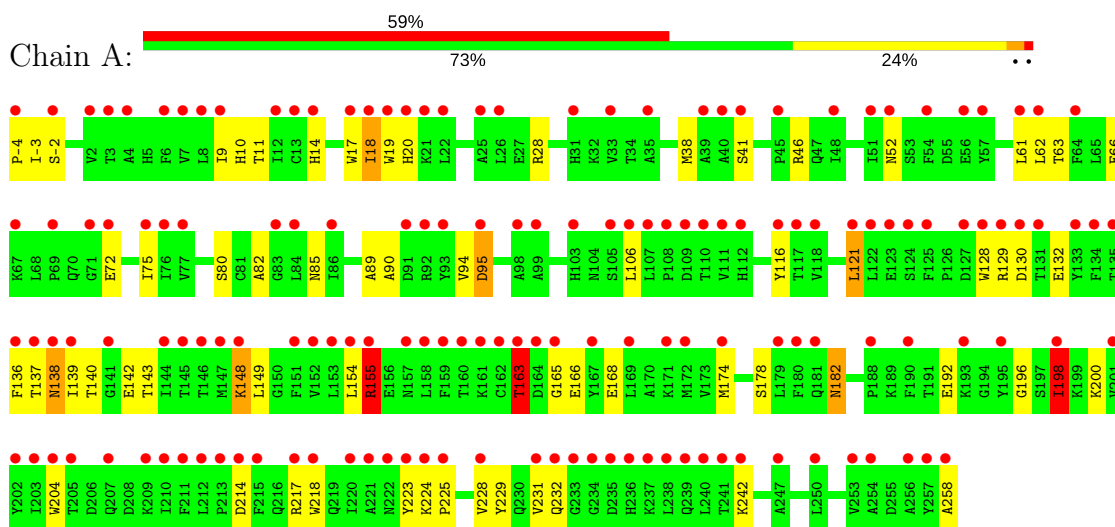 59%
Chain A:
73% 24% • •
P-4 I-3 S-2 V2 T3 A4 H5 F6 V7 L8 I9 H10 T11 I12 C13 H14 W17 I18 W19 H20 K21 L22 A25 L26 E27 R28 H31 K32 V33 T34 A35 M38 A39 A40 S41 P45 R46 Q47 I48 I51 N52 S53 F54 D55 E56 Y57 L61 L62 T63 F64 L65 E66
K67 L68 P69 Q70 G71 E72 I75 I76 V77 S80 C81 A82 G83 L84 N85 I86 A89 A90 D91 R92 Y93 V94 D95 A98 A99 H103 N104 S105 L106 L107 P108 D109 T110 V111 H112 Y116 T117 V118 L121 L122 E123 S124 F125 P126 D127 W128 R129 D130 T131 E132 Y133 F134 T135
F136 T137 N138 I139 T140 G141 E142 T143 I144 T145 T146 M147 K148 L149 G150 F151 V152 L153 L154 R155 E156 N157 L158 F159 T160 K161 C162 T163 D164 G165 E166 Y167 E168 L169 A170 K171 M172 V173 M174 S178 L179 F180 Q181 N182 P188 K189 F190 T191 E192 K193 G194 Y195 G196 S197 I198 K199 K200 V201
Y202 I203 W204 T205 D206 Q207 D208 K209 I210 F211 L212 P213 D214 F215 Q216 R217 W218 Q219 I220 A221 N222 Y223 K224 P225 V228 Y229 Q230 V231 Q232 G233 G234 D235 H236 K237 L238 Q239 L240 T241 K242 A247 L250 V253 A254 D255 A256 Y257 A258